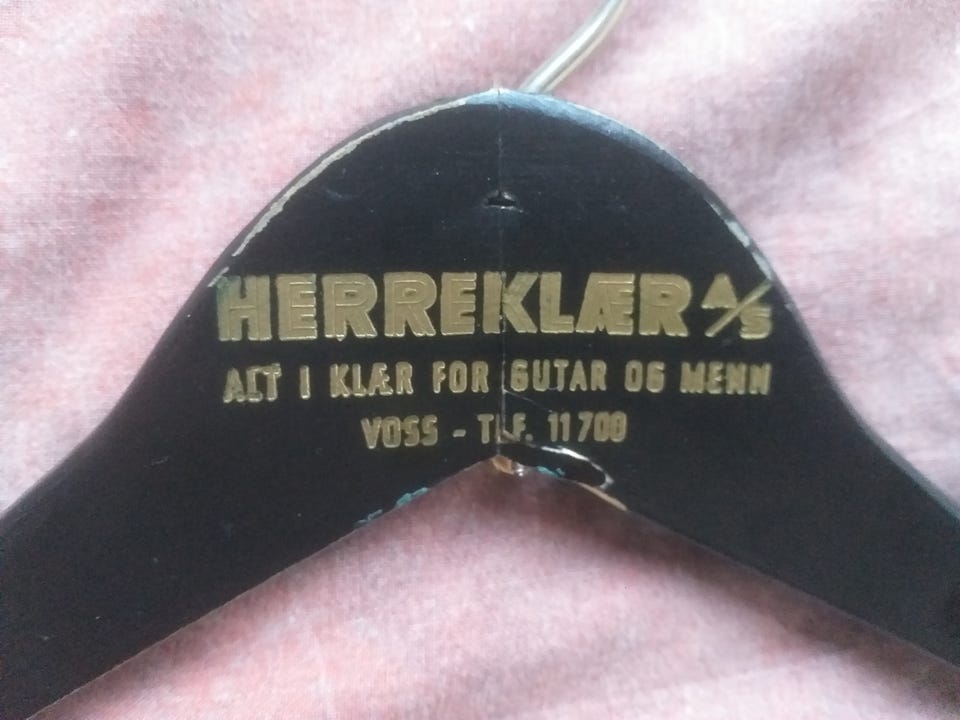 HERREKLÆR A/S
ALT I KLÆR FOR GUTAR OG MENN
VOSS - TLF. 11700